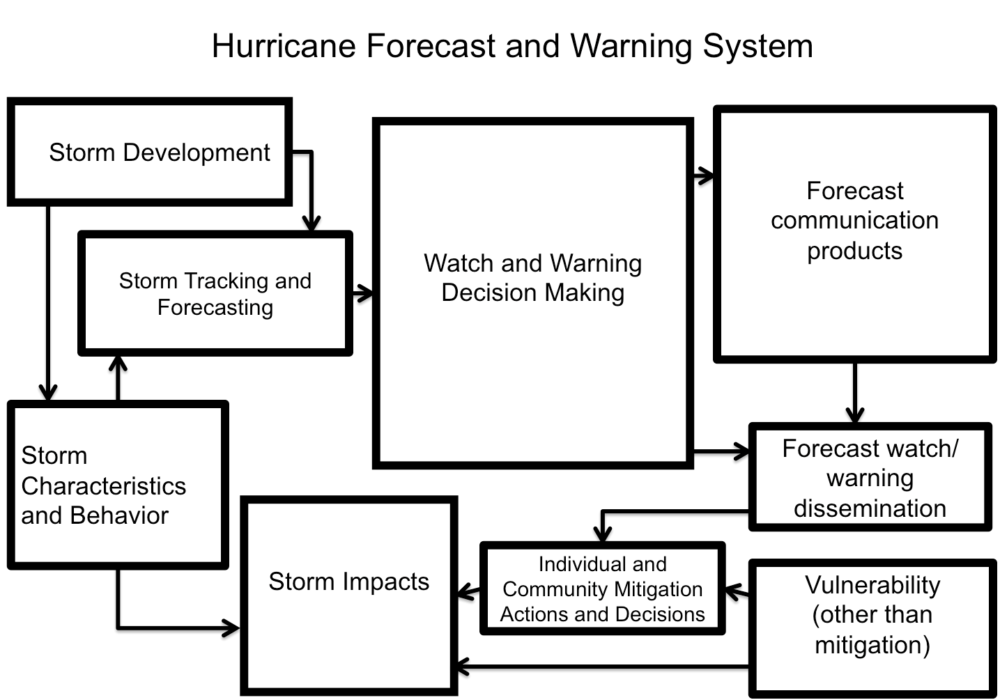 Hurricane Forecast and Warning System
Storm Development
Storm Tracking and
Forecasting
Watch and Warning
Decision Making
Forecast
communication
products
Storm
Characteristics
and Behavior
Forecast watch/
warning
dissemination
Storm Impacts
Individual and
Community Mitigation
Actions and Decisions
Vulnerability
(other than
mitigation)